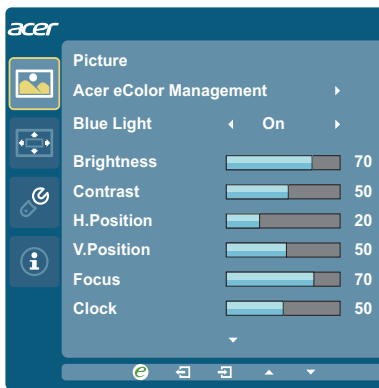 acer
Picture
Acer eColor Management
Blue Light On
Brightness 70
Contrast 50
H.Position 20
V.Position 50
Focus 70
Clock 50
e